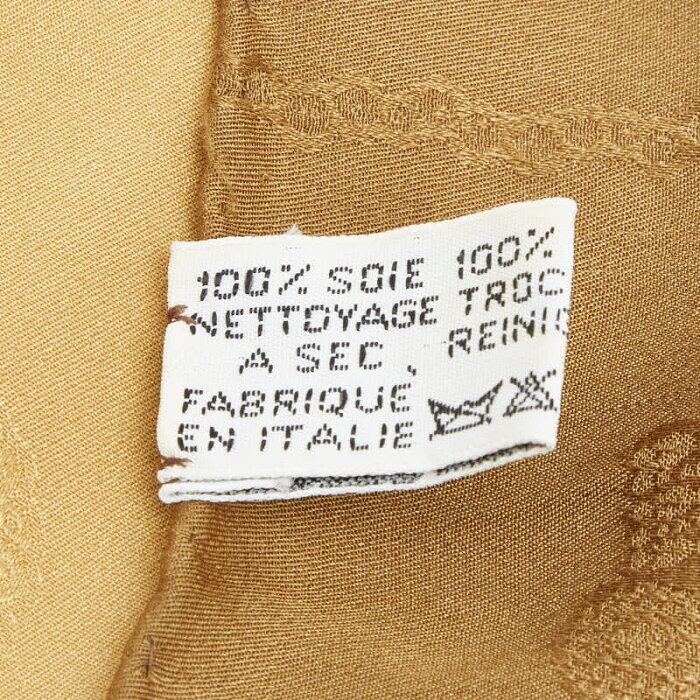 100% SOIE
NETTOYAGE
A SEC,
FABRIQUE
EN ITALIE
100%
TROC
REINIG